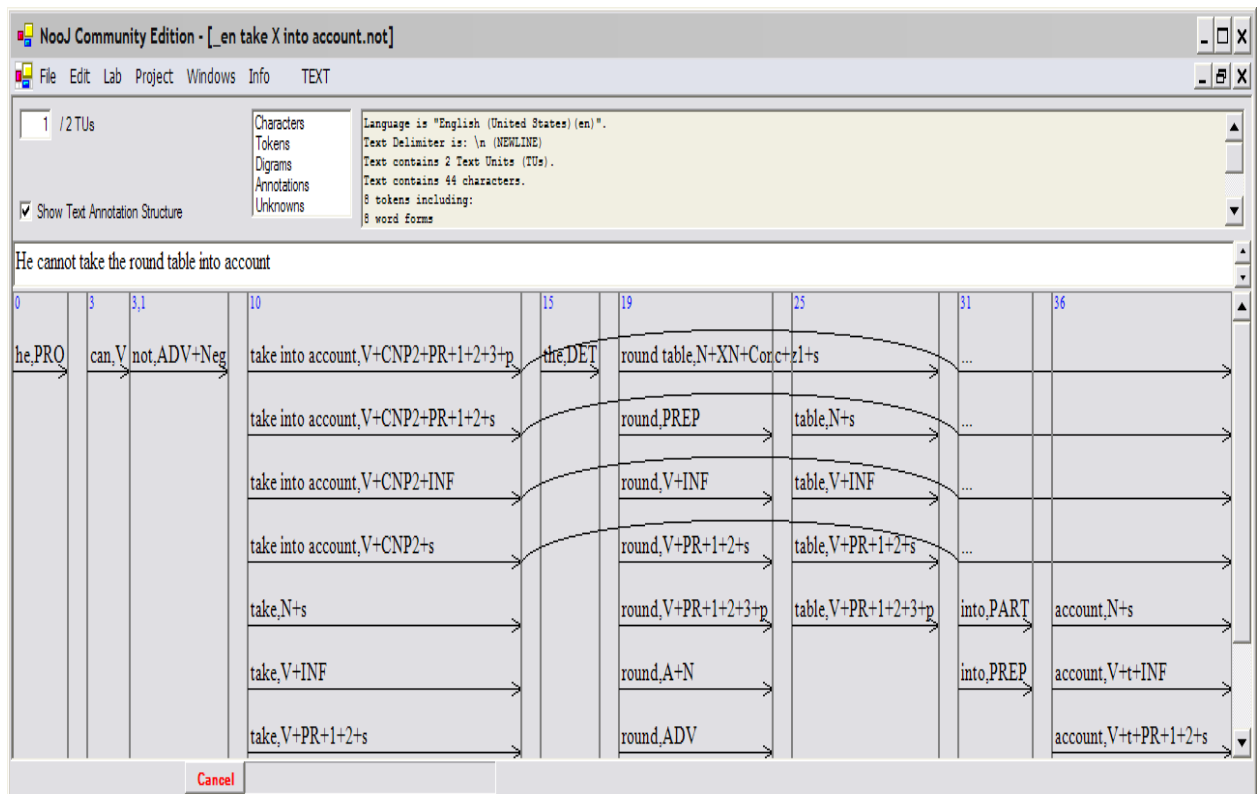 NooJ Community Edition - [_en take X into account.not]
File Edit Lab Project Windows Info TEXT
1 / 2 TUs
Show Text Annotation Structure
Characters
Tokens
Digrams
Annotations
Unknowns
Language is "English (United States)(en)".
Text Delimiter is: \n (NEWLINE)
Text contains 2 Text Units (TUs).
Text contains 44 characters.
8 tokens including:
8 word forms
He cannot take the round table into account
0 3 3,1 10 15 19 25 31 36
he,PRO can,V not,ADV+Neg take into account,V+CNP2+PR+1+2+3+p the,DET round table,N+XN+Conc+z1+s ...
take into account,V+CNP2+PR+1+2+s round,PREP table,N+s ...
take into account,V+CNP2+INF round,V+INF table,V+INF ...
take into account,V+CNP2+s round,V+PR+1+2+s table,V+PR+1+2+s ...
take,N+s round,V+PR+1+2+3+p table,V+PR+1+2+3+p into,PART account,N+s
take,V+INF round,A+N into,PREP account,V+t+INF
take,V+PR+1+2+s round,ADV account,V+t+PR+1+2+s
Cancel